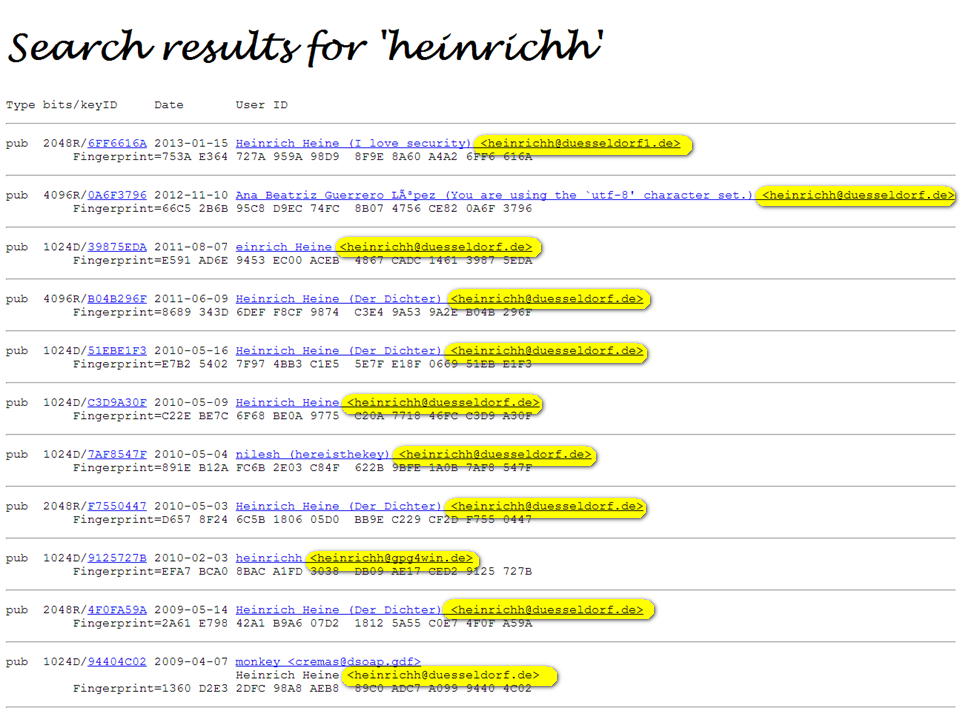 Search results for 'heinrichh'
Type bits/keyID Date User ID
pub 2048R/6FF6616A 2013-01-15 Heinrich Heine (I love security) <heinrichh@duesseldorf1.de>
Fingerprint=753A E364 727A 959A 98D9 8F9E 8A60 A4A2 6FF6 616A
pub 4096R/0A6F3796 2012-11-10 Ana Beatriz Guerrero LÃªpez (You are using the `utf-8' character set.) <heinrichh@duesseldorf.de>
Fingerprint=66C5 2B6B 95C8 D9EC 74FC 8B07 4756 CE82 0A6F 3796
pub 1024D/39875EDA 2011-08-07 einrich Heine <heinrichh@duesseldorf.de>
Fingerprint=E591 AD6E 9453 EC00 ACEB 4867 CADC 1461 3987 5EDA
pub 4096R/B04B296F 2011-06-09 Heinrich Heine (Der Dichter) <heinrichh@duesseldorf.de>
Fingerprint=8689 343D 6DEF F8CF 9874 C3E4 9A53 9A2E B04B 296F
pub 1024D/51EBE1F3 2010-05-16 Heinrich Heine (Der Dichter) <heinrichh@duesseldorf.de>
Fingerprint=E7B2 5402 7F97 4BB3 C1E5 5E7F E18F 0669 51EB E1F3
pub 1024D/C3D9A30F 2010-05-09 Heinrich Heine <heinrichh@duesseldorf.de>
Fingerprint=C22E BE7C 6F68 BE0A 9775 C20A 7718 46FC C3D9 A30F
pub 1024D/7AF8547F 2010-05-04 nilesh (hereisthekey) <heinrichh@duesseldorf.de>
Fingerprint=891E B12A FC6B 2E03 C84F 622B 9BFE 1A0B 7AF8 547F
pub 2048R/F7550447 2010-05-03 Heinrich Heine (Der Dichter) <heinrichh@duesseldorf.de>
Fingerprint=D657 8F24 6C5B 1806 05D0 BB9E C229 CF2D F755 0447
pub 1024D/9125727B 2010-02-03 heinrichh <heinrichh@gpg4win.de>
Fingerprint=EFA7 BCA0 8BAC A1FD 3038 DB09 AE17 CED2 9125 727B
pub 2048R/4F0FA59A 2009-05-14 Heinrich Heine (Der Dichter) <heinrichh@duesseldorf.de>
Fingerprint=2A61 E798 42A1 B9A6 07D2 1812 5A55 C0E7 4F0F A59A
pub 1024D/94404C02 2009-04-07 monkey <cremas@dsoap.gdf>
Heinrich Heine <heinrichh@duesseldorf.de>
Fingerprint=1360 D2E3 2DFC 98A8 AEB8 89C0 ADC7 A099 9440 4C02